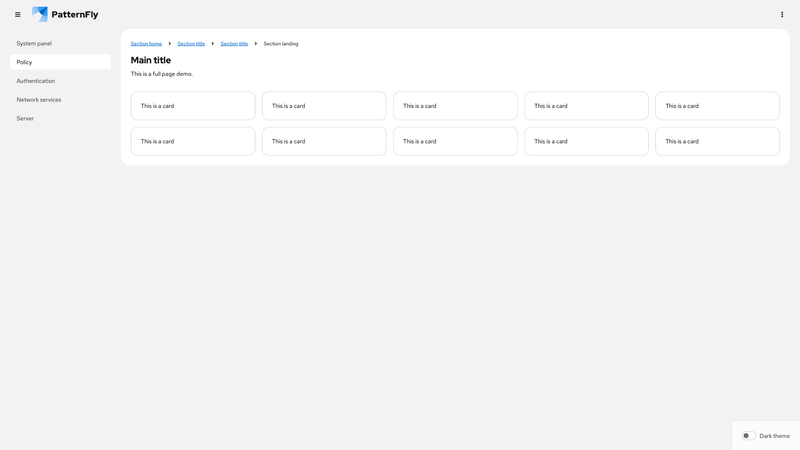 PatternFly
System panel
Policy
Authentication
Network services
Server
Section home Section title Section title Section landing
Main title
This is a full page demo.
This is a card This is a card This is a card This is a card This is a card
This is a card This is a card This is a card This is a card This is a card
Dark theme